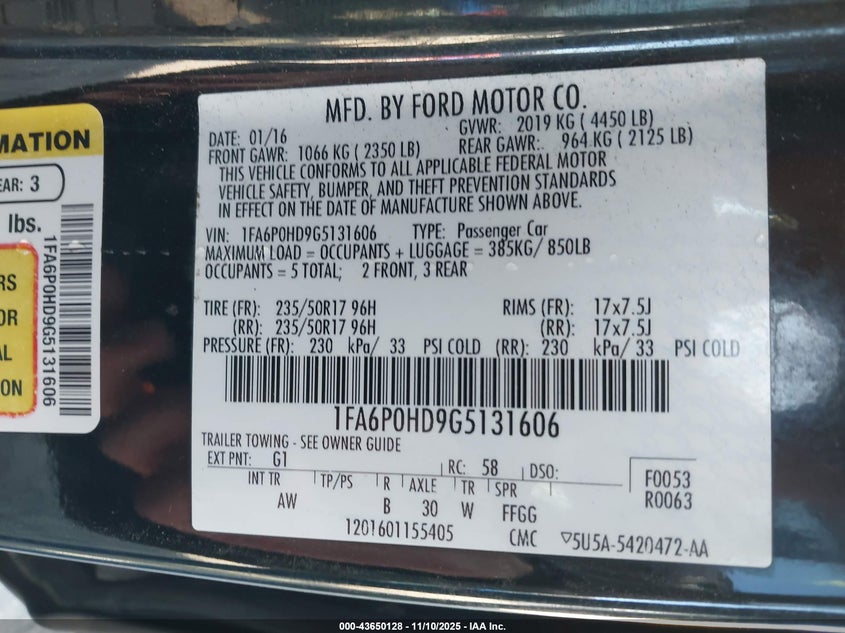 MATION
EAR: 3
lbs.
1FA6P0HD9G5131606
RS
OR
AL
ON
MFD. BY FORD MOTOR CO.
DATE: 01/16 GVWR: 2019 KG ( 4450 LB)
FRONT GAWR: 1066 KG ( 2350 LB) REAR GAWR: 964 KG ( 2125 LB)
THIS VEHICLE CONFORMS TO ALL APPLICABLE FEDERAL MOTOR
VEHICLE SAFETY, BUMPER, AND THEFT PREVENTION STANDARDS
IN EFFECT ON THE DATE OF MANUFACTURE SHOWN ABOVE.
VIN: 1FA6P0HD9G5131606 TYPE: Passenger Car
MAXIMUM LOAD = OCCUPANTS + LUGGAGE = 385KG/ 850LB
OCCUPANTS = 5 TOTAL; 2 FRONT, 3 REAR
TIRE (FR): 235/50R17 96H RIMS (FR): 17x7.5J
(RR): 235/50R17 96H (RR): 17x7.5J
PRESSURE (FR): 230 kPa/ 33 PSI COLD (RR): 230 kPa/ 33 PSI COLD
1FA6P0HD9G5131606
TRAILER TOWING - SEE OWNER GUIDE
EXT PNT: G1 RC: 58 DSO: F0053
INT TR TP/PS R AXLE TR SPR R0063
AW B 30 W FFGG
1201601155405 CMC ▽5U5A-5420472-AA
000-43650128 - 11/10/2025 - IAA Inc.